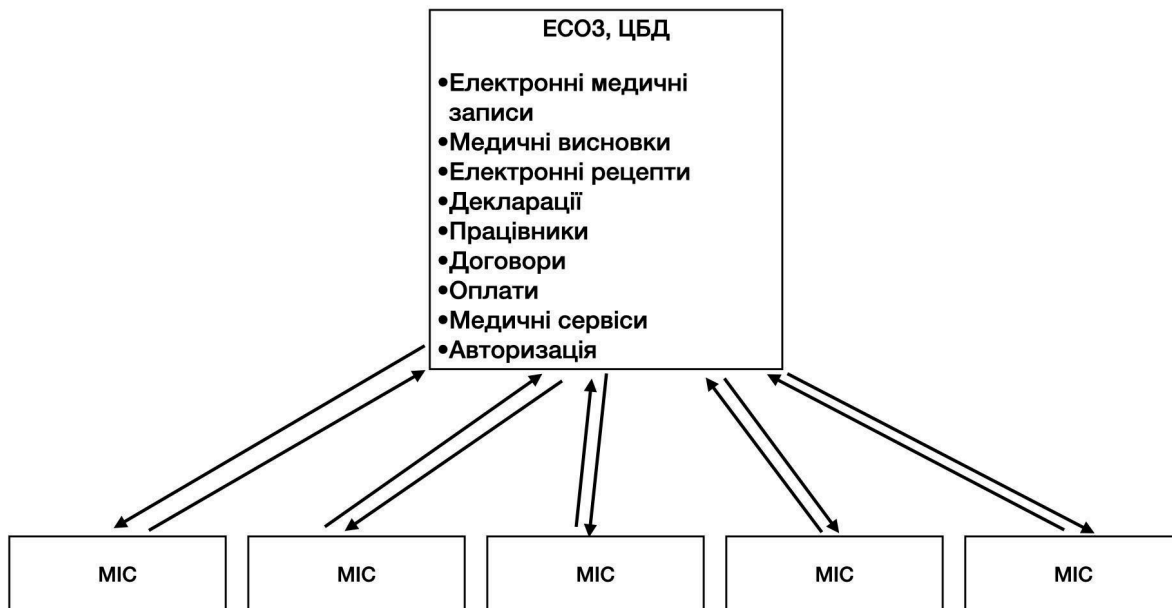 ЕСОЗ, ЦБД
•Електронні медичні
записи
•Медичні висновки
•Електронні рецепти
•Декларації
•Працівники
•Договори
•Оплати
•Медичні сервіси
•Авторизація
МІС
МІС
МІС
МІС
МІС